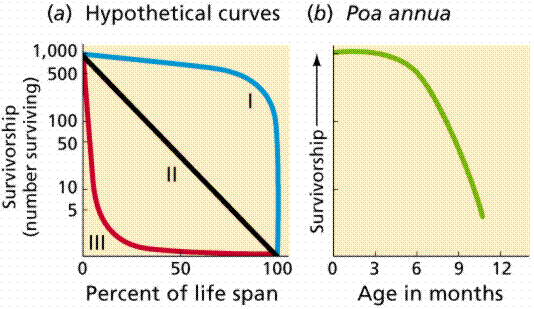 (a) Hypothetical curves
Survivorship
(number surviving)
1,000
500
100
50
10
5
I
II
III
0 50 100
Percent of life span
(b) Poa annua
Survivorship
0 3 6 9 12
Age in months